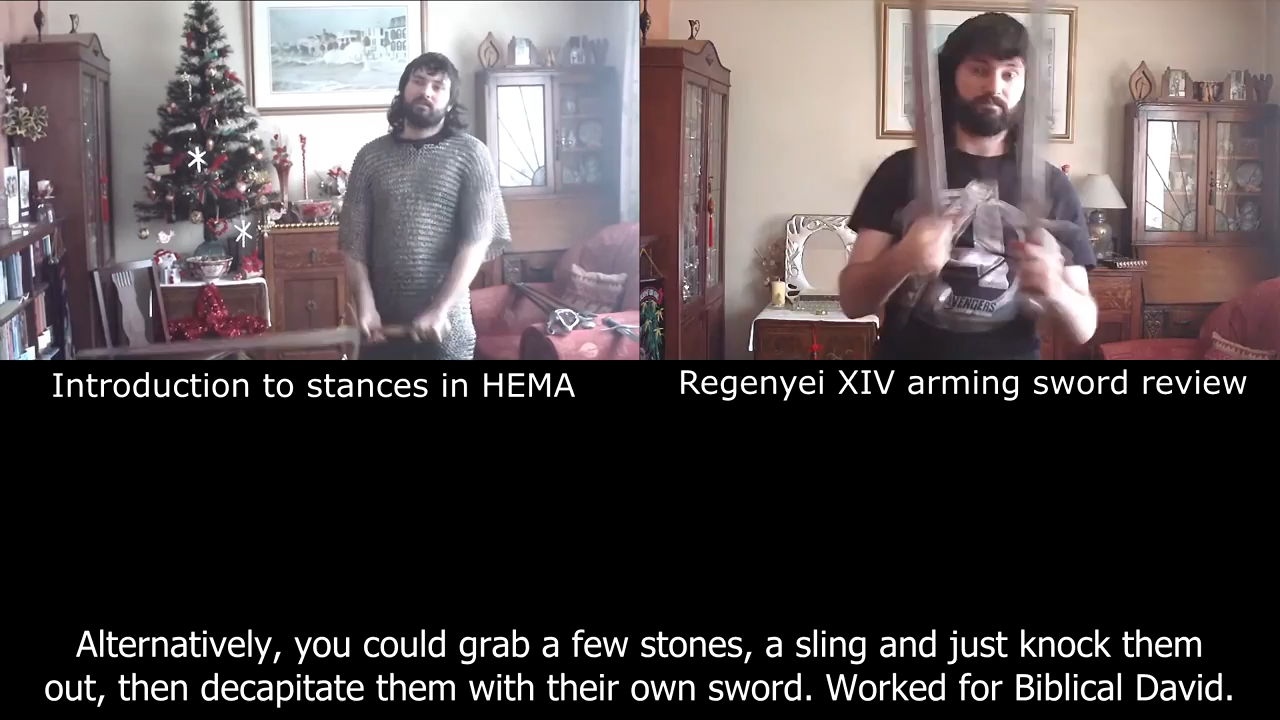 AVENGERS
Introduction to stances in HEMA
Regenyei XIV arming sword review
Alternatively, you could grab a few stones, a sling and just knock them
out, then decapitate them with their own sword. Worked for Biblical David.